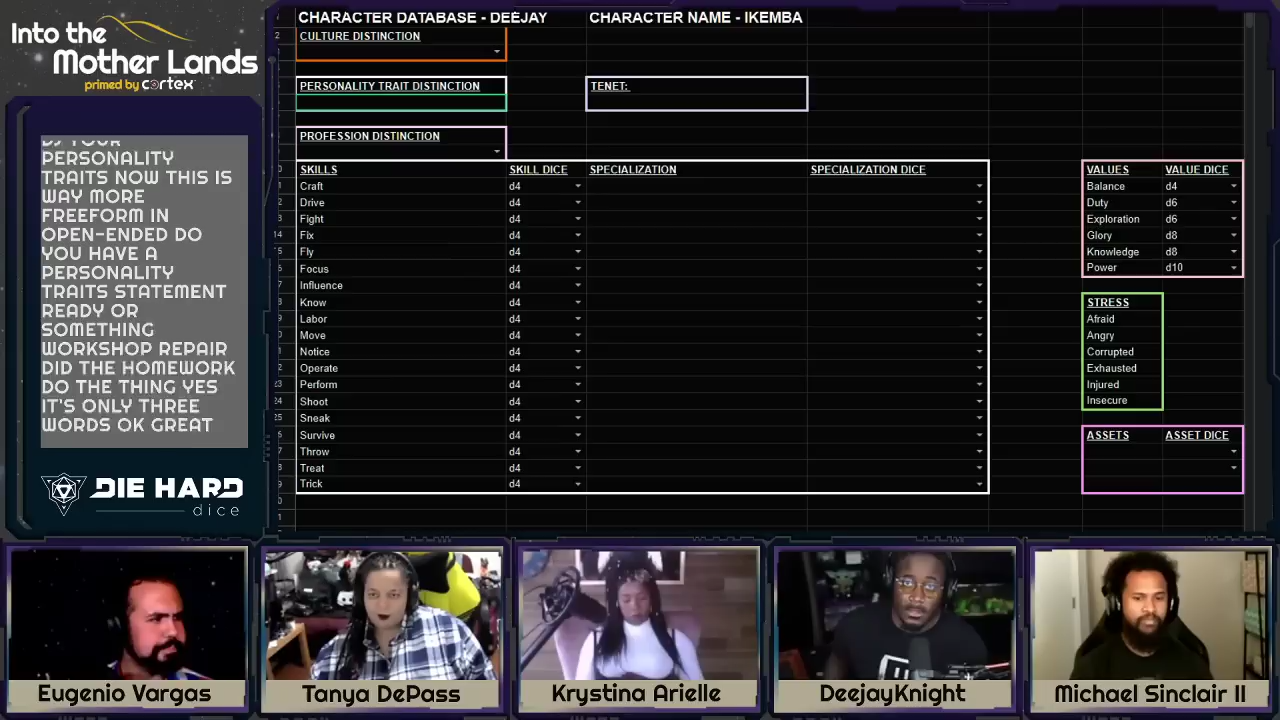 Into the
Mother Lands
primed by cortex
DJ YOUR
PERSONALITY
TRAITS NOW THIS IS
WAY MORE
FREEFORM IN
OPEN-ENDED DO
YOU HAVE A
PERSONALITY
TRAITS STATEMENT
READY OR
SOMETHING
WORKSHOP REPAIR
DID THE HOMEWORK
DO THE THING YES
IT'S ONLY THREE
WORDS OK GREAT
DIE HARD
dice
CHARACTER DATABASE - DEEJAY CHARACTER NAME - IKEMBA
CULTURE DISTINCTION
PERSONALITY TRAIT DISTINCTION TENET:
PROFESSION DISTINCTION
SKILLS SKILL DICE SPECIALIZATION SPECIALIZATION DICE
Craft d4
Drive d4
Fight d4
Fix d4
Fly d4
Focus d4
Influence d4
Know d4
Labor d4
Move d4
Notice d4
Operate d4
Perform d4
Shoot d4
Sneak d4
Survive d4
Throw d4
Treat d4
Trick d4
VALUES VALUE DICE
Balance d4
Duty d6
Exploration d6
Glory d8
Knowledge d8
Power d10
STRESS
Afraid
Angry
Corrupted
Exhausted
Injured
Insecure
ASSETS ASSET DICE
Eugenio Vargas
Tanya DePass
Krystina Arielle
DeejayKnight
Michael Sinclair II